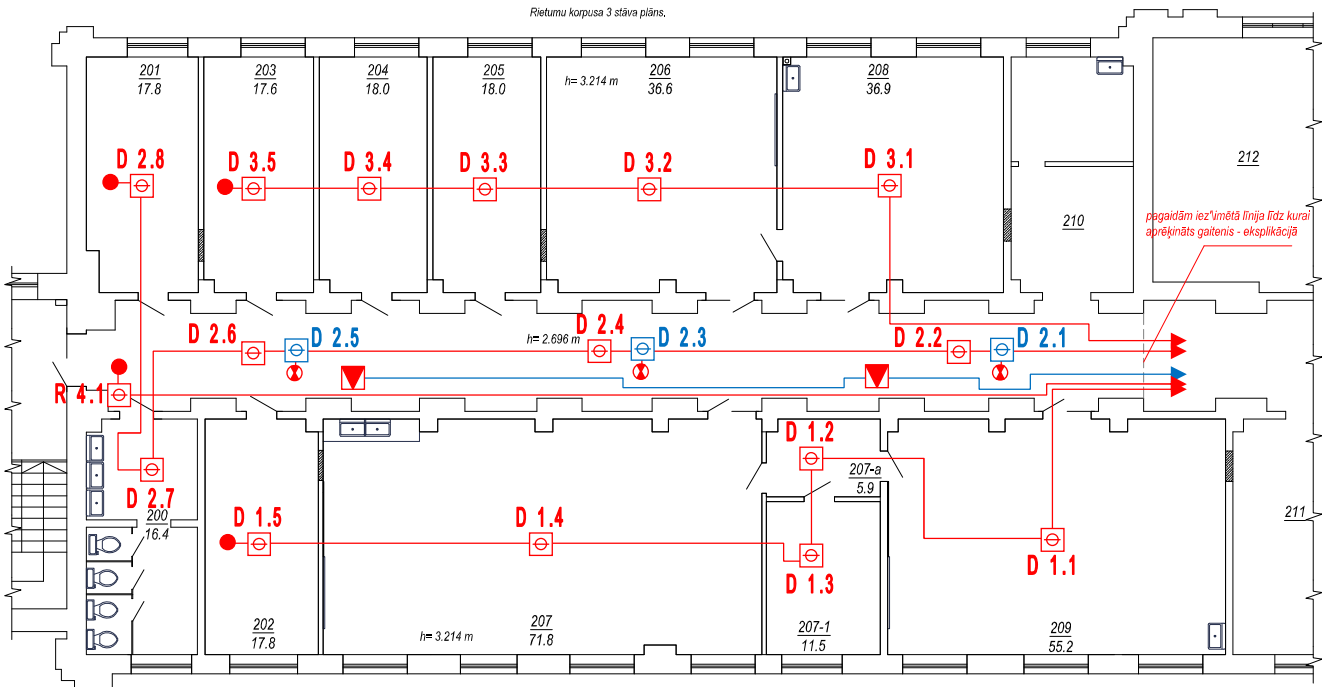 Rietumu korpusa 3 stāva plāns.
201
17.8
203
17.6
204
18.0
205
18.0
h= 3.214 m
206
36.6
208
36.9
212
D 2.8
D 3.5
D 3.4
D 3.3
D 3.2
D 3.1
210
pagaidām iez\īmētā līnija līdz kurai
aprēķināts gaitenis - eksplikācijā
D 2.6
D 2.5
h= 2.696 m
D 2.4
D 2.3
D 2.2
D 2.1
R 4.1
D 1.2
207-a
5.9
D 2.7
200
16.4
D 1.5
D 1.4
D 1.3
D 1.1
211
202
17.8
h= 3.214 m
207
71.8
207-1
11.5
209
55.2